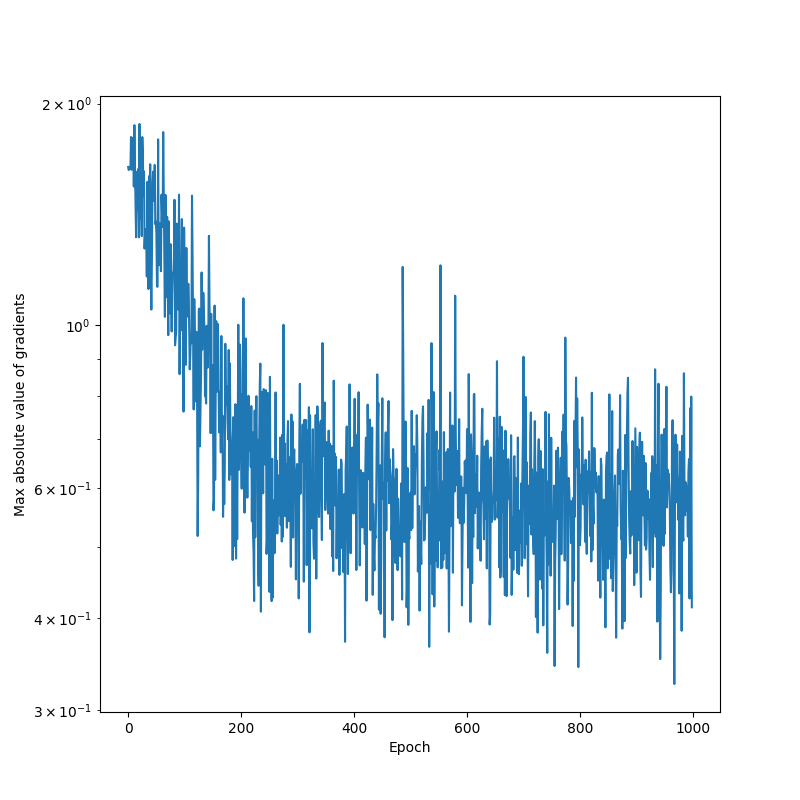 2 × 10⁰
10⁰
6 × 10⁻¹
4 × 10⁻¹
3 × 10⁻¹
Max absolute value of gradients
0 200 400 600 800 1000
Epoch